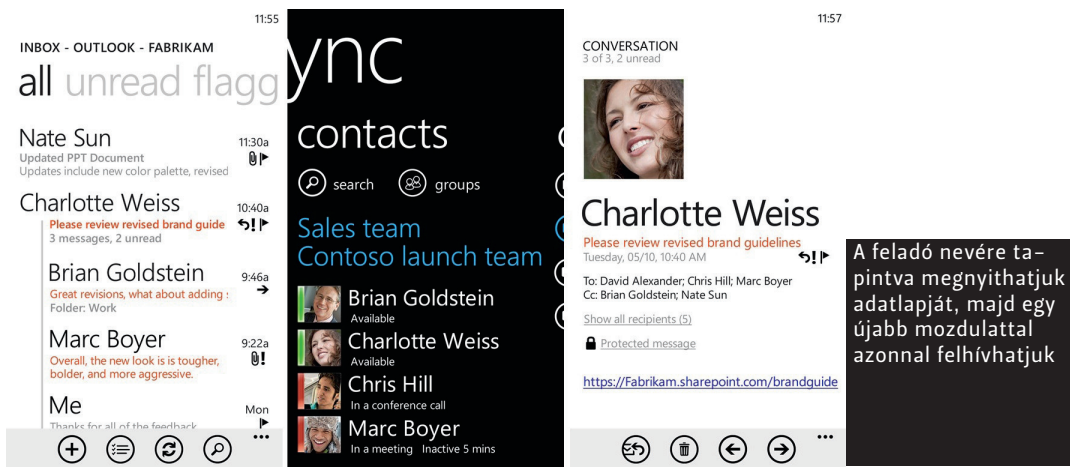 11:55
INBOX - OUTLOOK - FABRIKAM
all unread flagg
Nate Sun
11:30a
Updated PPT Document
Updates include new color palette, revised
Charlotte Weiss
10:40a
Please review revised brand guide
3 messages, 2 unread
Brian Goldstein
9:46a
Great revisions, what about adding s
Folder: Work
Marc Boyer
9:22a
Overall, the new look is is tougher,
bolder, and more aggressive.
Me
Mon
Thanks for all of the feedback
ync
contacts
search
groups
Sales team
Contoso launch team
Brian Goldstein
Available
Charlotte Weiss
Available
Chris Hill
In a conference call
Marc Boyer
In a meeting Inactive 5 mins
11:57
CONVERSATION
3 of 3, 2 unread
Charlotte Weiss
Please review revised brand guidelines
Tuesday, 05/10, 10:40 AM
To: David Alexander; Chris Hill; Marc Boyer
Cc: Brian Goldstein; Nate Sun
Show all recipients (5)
Protected message
https://Fabrikam.sharepoint.com/brandguide
A feladó nevére ta-
pintva megnyithatjuk
adatlapját, majd egy
újabb mozdulattal
azonnal felhívhatjuk